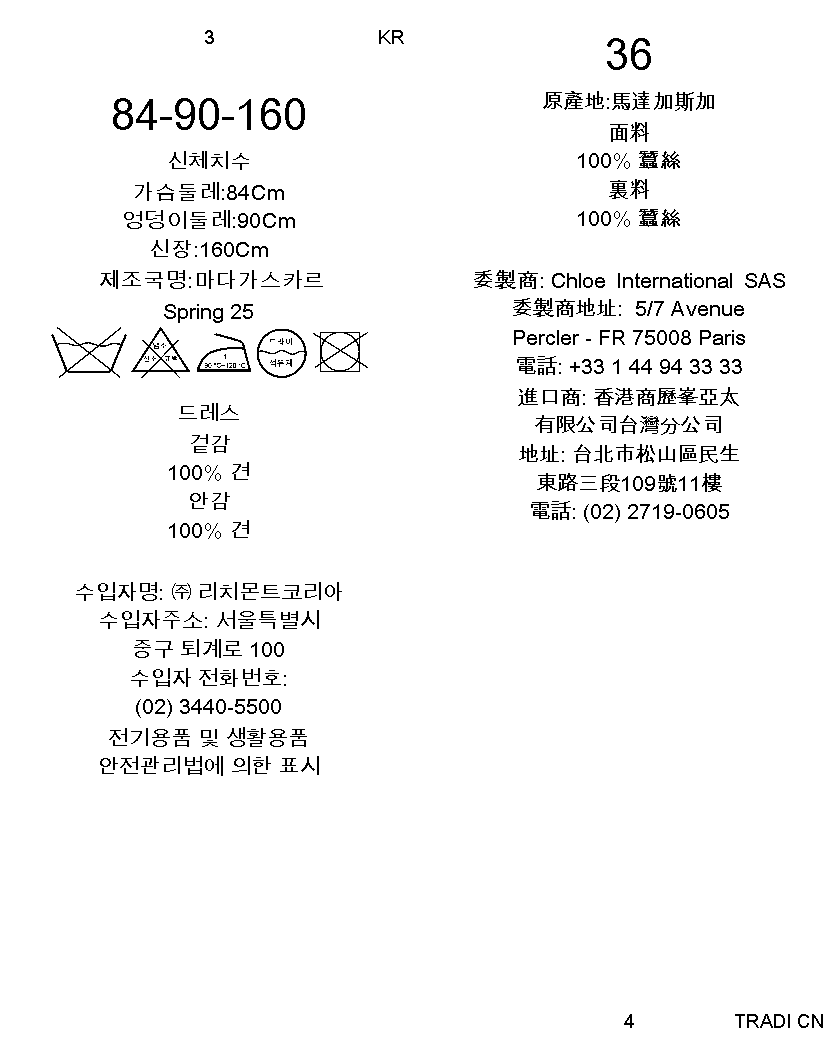 3 KR
84-90-160
신체치수
가슴둘레:84Cm
엉덩이둘레:90Cm
신장:160Cm
제조국명:마다가스카르
Spring 25
염소
산소 표백
1
90 °C~120 °C
드라이
석유계
드레스
겉감
100% 견
안감
100% 견
수입자명: ㈜ 리치몬트코리아
수입자주소: 서울특별시
중구 퇴계로 100
수입자 전화번호:
(02) 3440-5500
전기용품 및 생활용품
안전관리법에 의한 표시
36
原產地:馬達加斯加
面料
100% 蠶絲
裏料
100% 蠶絲
委製商: Chloe International SAS
委製商地址: 5/7 Avenue
Percler - FR 75008 Paris
電話: +33 1 44 94 33 33
進口商: 香港商歷峯亞太
有限公司台灣分公司
地址: 台北市松山區民生
東路三段109號11樓
電話: (02) 2719-0605
4 TRADI CN